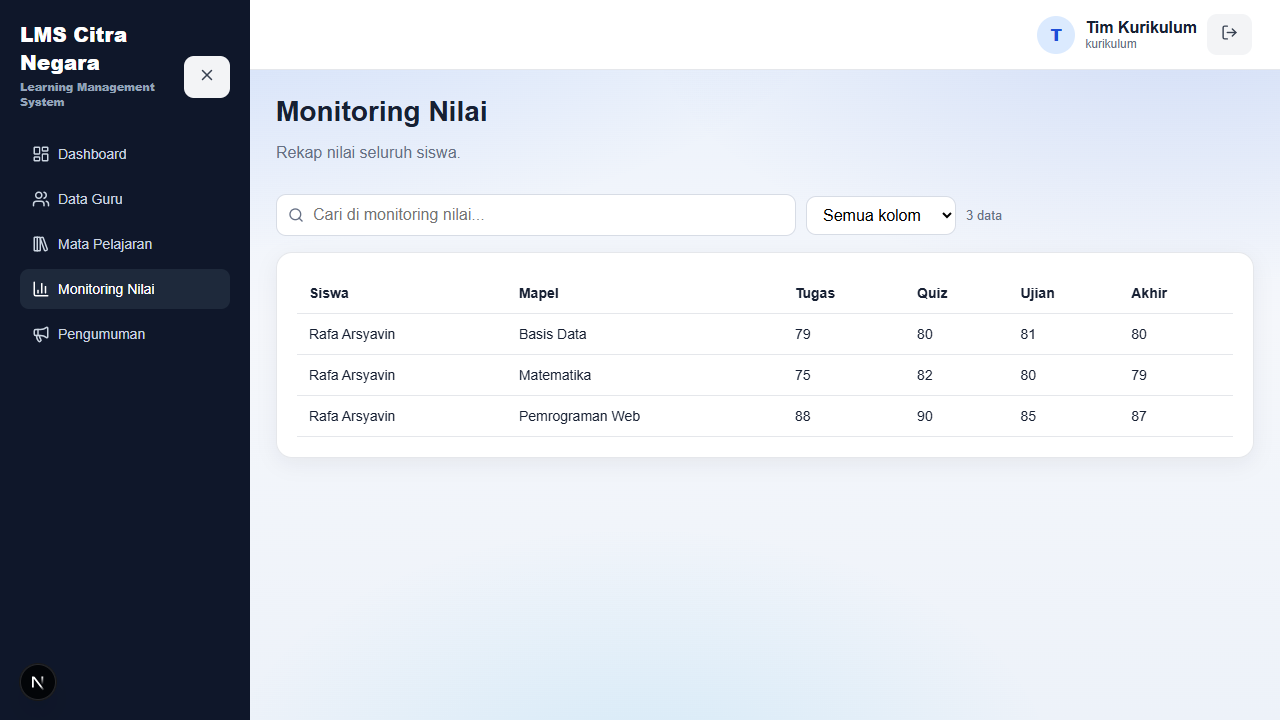 LMS Citra
Negara
Learning Management
System
Dashboard
Data Guru
Mata Pelajaran
Monitoring Nilai
Pengumuman
N
T
Tim Kurikulum
kurikulum
Monitoring Nilai
Rekap nilai seluruh siswa.
Cari di monitoring nilai...
Semua kolom
3 data
Siswa Mapel Tugas Quiz Ujian Akhir
Rafa Arsyavin Basis Data 79 80 81 80
Rafa Arsyavin Matematika 75 82 80 79
Rafa Arsyavin Pemrograman Web 88 90 85 87